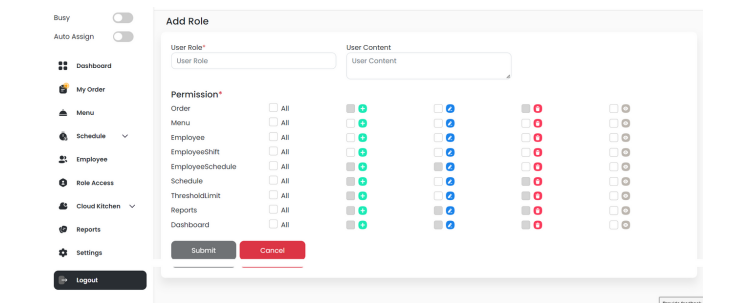 Busy
Auto Assign
Dashboard
My Order
Menu
Schedule
Employee
Role Access
Cloud Kitchen
Reports
Settings
Logout
Add Role
User Role* User Content
User Role User Content
Permission*
Order All
Menu All
Employee All
EmployeeShift All
EmployeeSchedule All
Schedule All
ThresholdLimit All
Reports All
Dashboard All
Submit Cancel